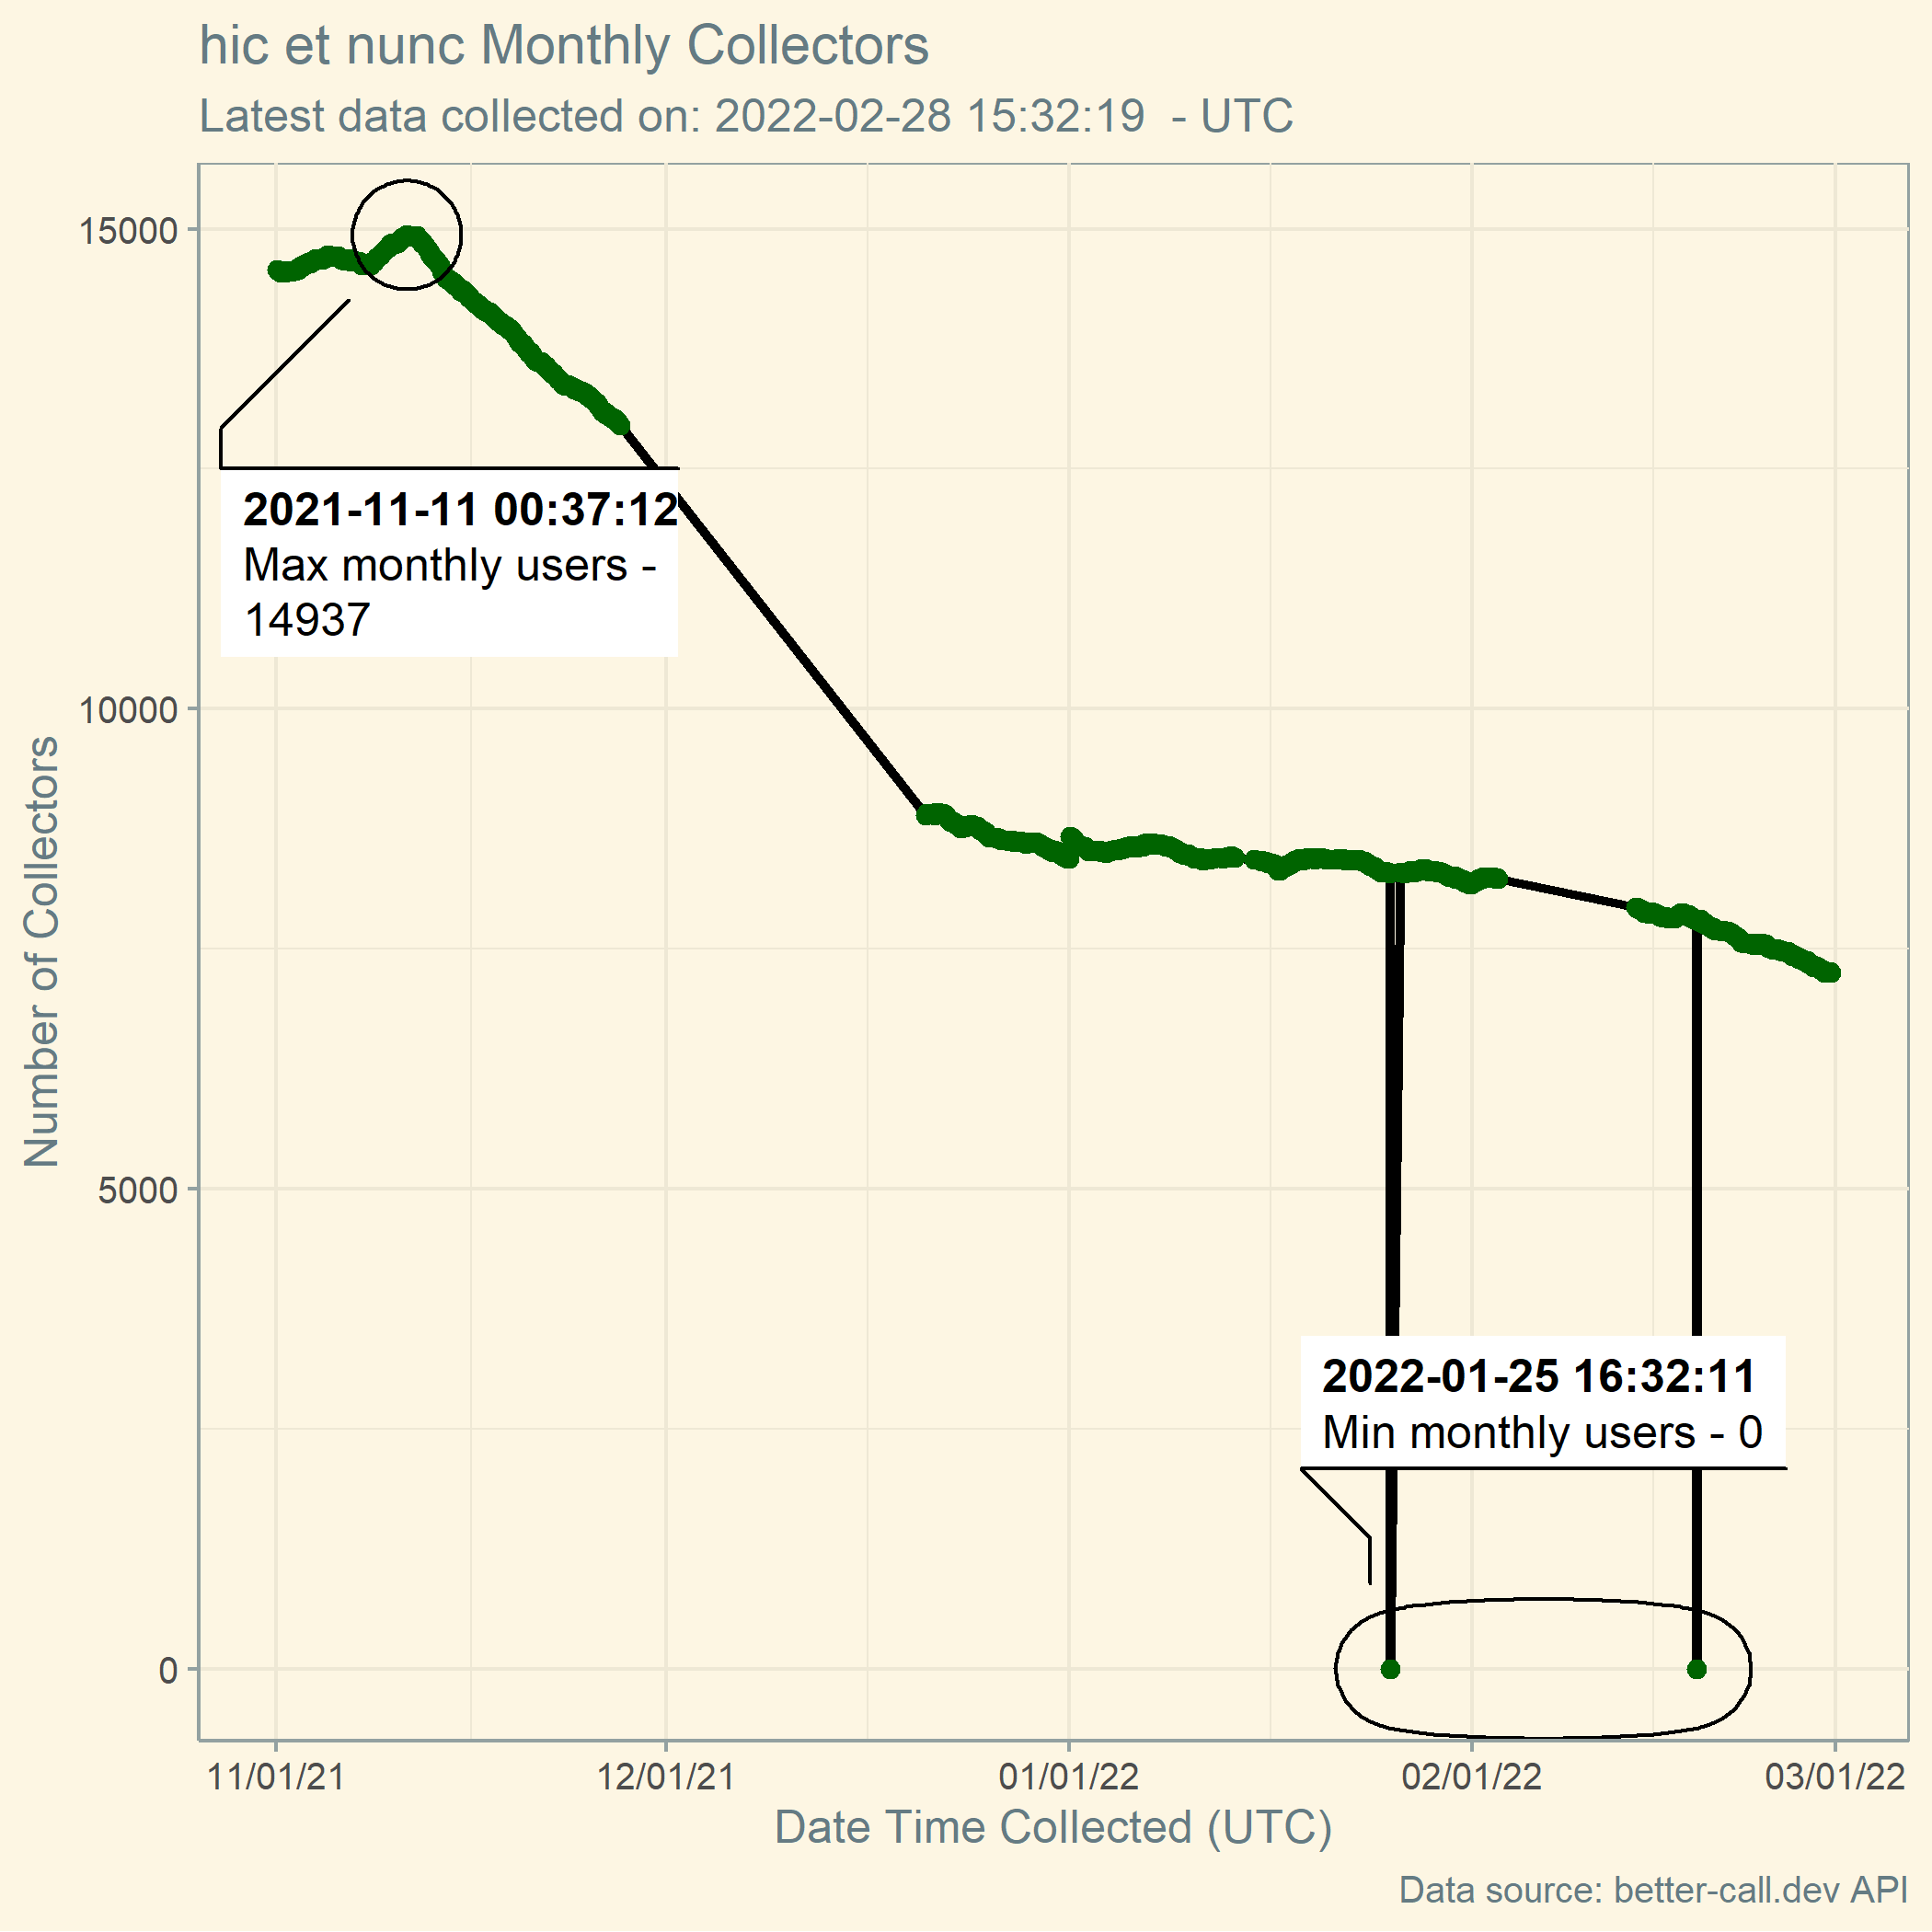 hic et nunc Monthly Collectors
Latest data collected on: 2022-02-28 15:32:19 - UTC
Number of Collectors
15000
10000
5000
0
2021-11-11 00:37:12
Max monthly users -
14937
2022-01-25 16:32:11
Min monthly users - 0
11/01/21
12/01/21
01/01/22
02/01/22
03/01/22
Date Time Collected (UTC)
Data source: better-call.dev API